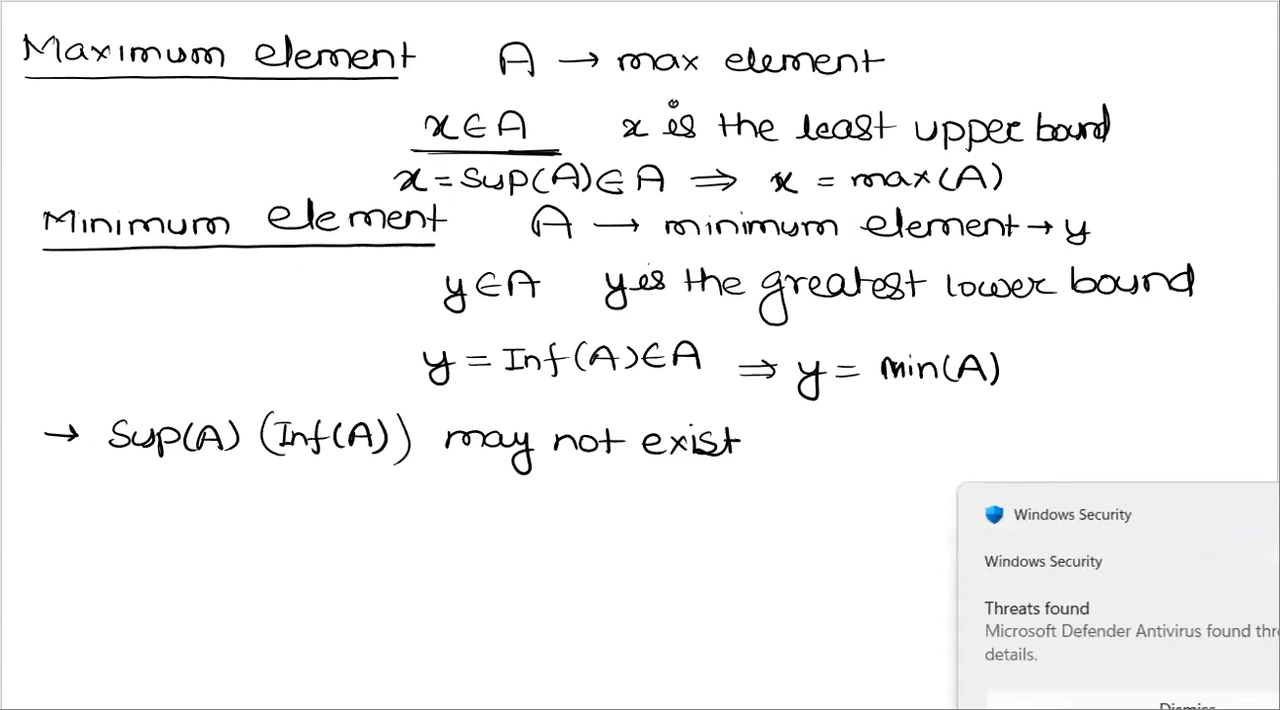 Maximum element A → max element
x∈A x is the least upper bound
x = Sup(A)∈A ⇒ x = max(A)
Minimum element A → minimum element → y
y∈A y is the greatest lower bound
y = Inf(A)∈A ⇒ y = Min(A)
→ Sup(A) (Inf(A)) may not exist
Windows Security
Windows Security
Threats found
Microsoft Defender Antivirus found thre
details.